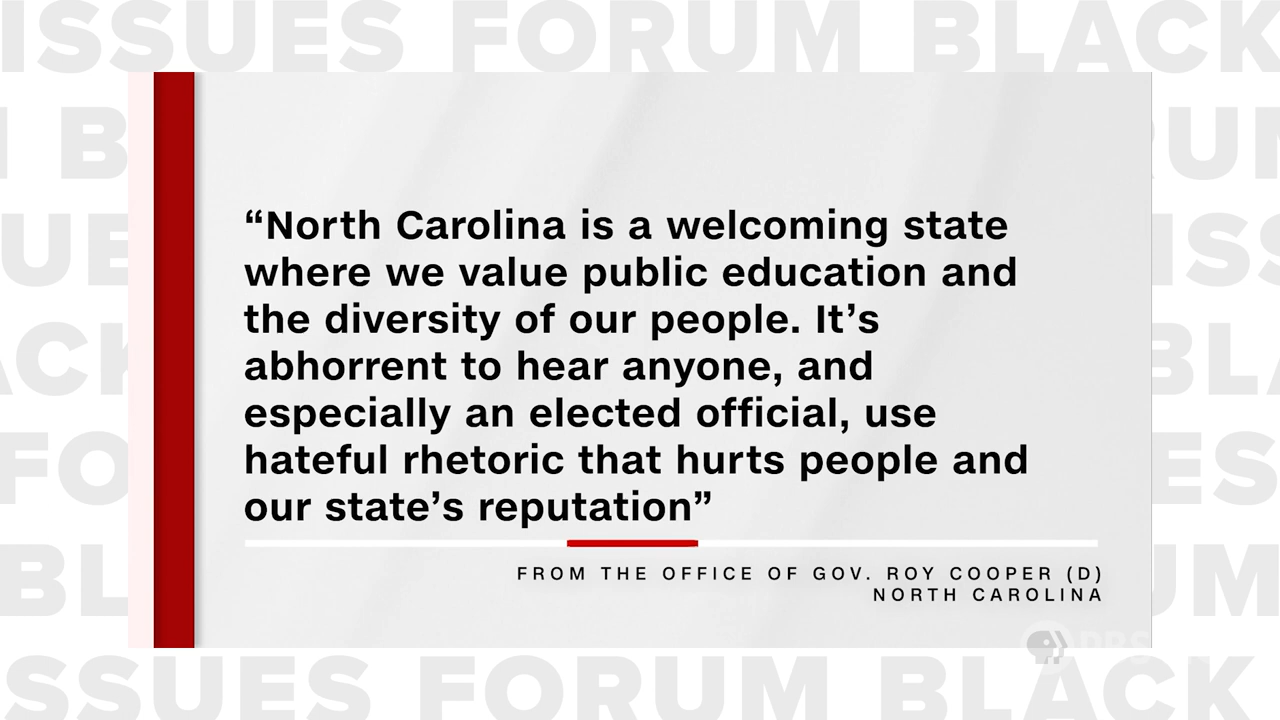 ISSUES FORUM BLACK
“North Carolina is a welcoming state
where we value public education and
the diversity of our people. It’s
abhorrent to hear anyone, and
especially an elected official, use
hateful rhetoric that hurts people and
our state’s reputation”
FROM THE OFFICE OF GOV. ROY COOPER (D)
NORTH CAROLINA
PBS
ISSUES FORUM BLACK